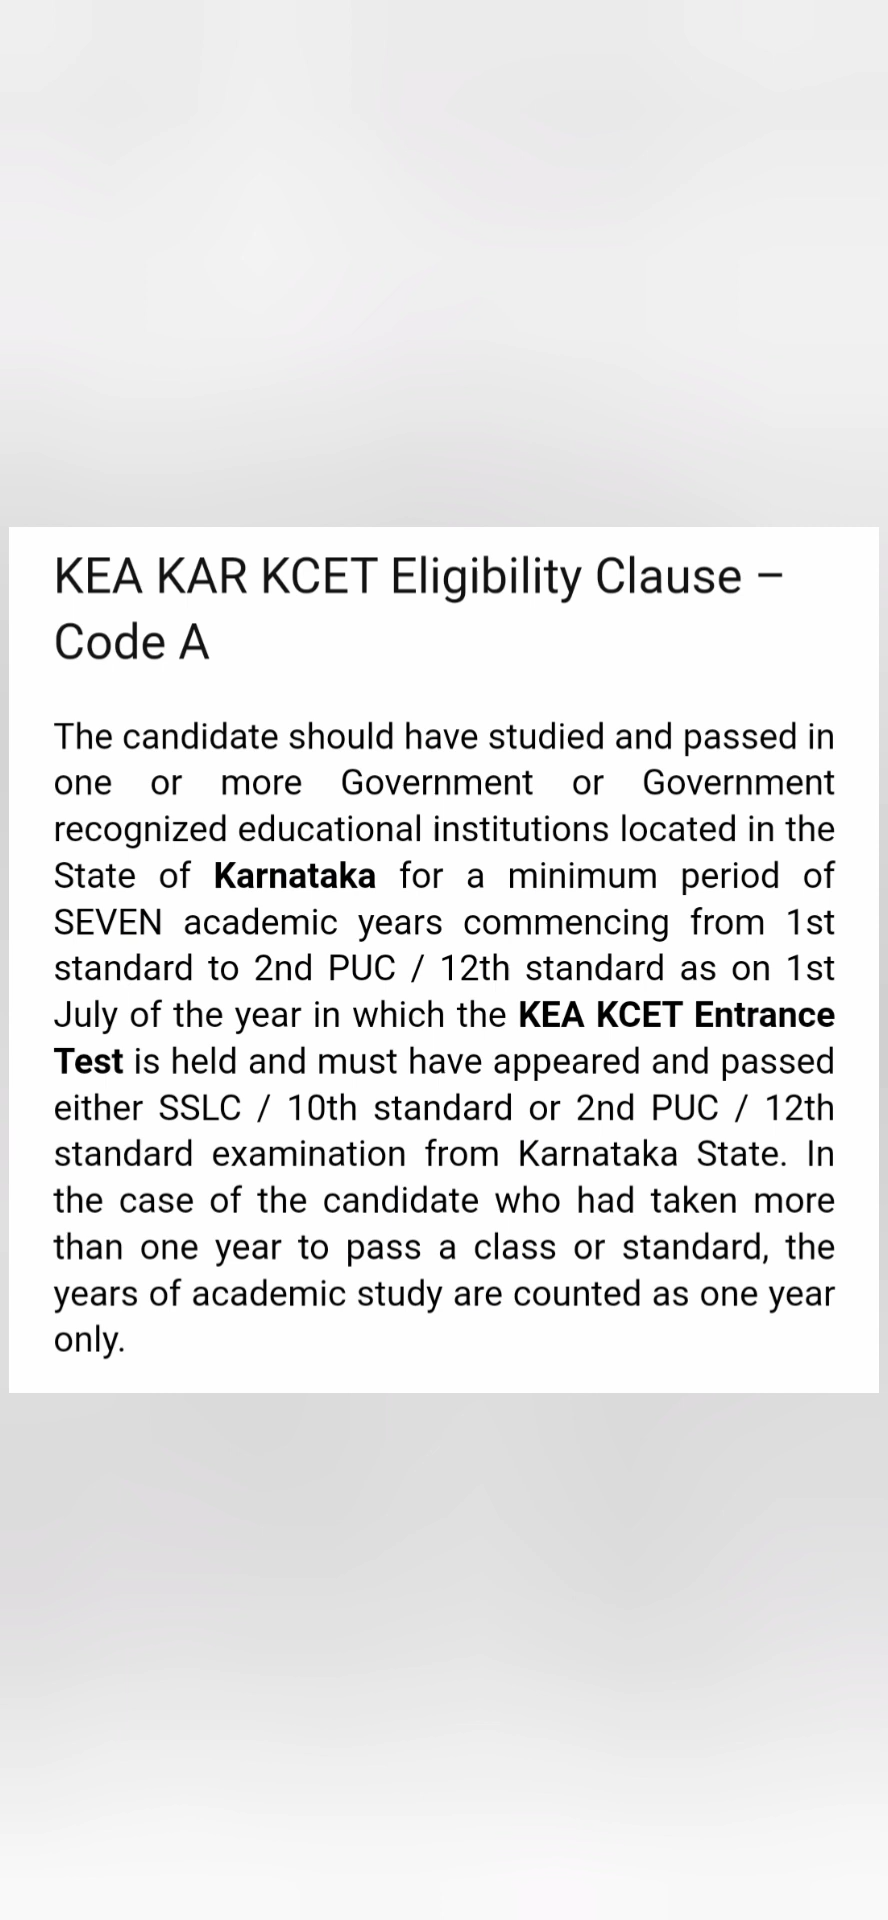 KEA KAR KCET Eligibility Clause –
Code A
The candidate should have studied and passed in
one or more Government or Government
recognized educational institutions located in the
State of Karnataka for a minimum period of
SEVEN academic years commencing from 1st
standard to 2nd PUC / 12th standard as on 1st
July of the year in which the KEA KCET Entrance
Test is held and must have appeared and passed
either SSLC / 10th standard or 2nd PUC / 12th
standard examination from Karnataka State. In
the case of the candidate who had taken more
than one year to pass a class or standard, the
years of academic study are counted as one year
only.